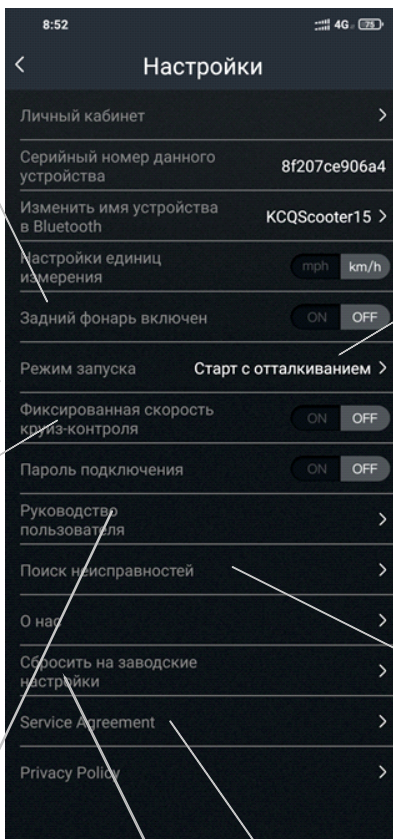 8:52 4G 75
Настройки
Личный кабинет
Серийный номер данного
устройства 8f207ce906a4
Изменить имя устройства
в Bluetooth KCQScooter15
Настройки единиц
измерения mph km/h
Задний фонарь включен ON OFF
Режим запуска Старт с отталкиванием
Фиксированная скорость
круиз-контроля ON OFF
Пароль подключения ON OFF
Руководство
пользователя
Поиск неисправностей
О нас
Сбросить на заводские
настройки
Service Agreement
Privacy Policy